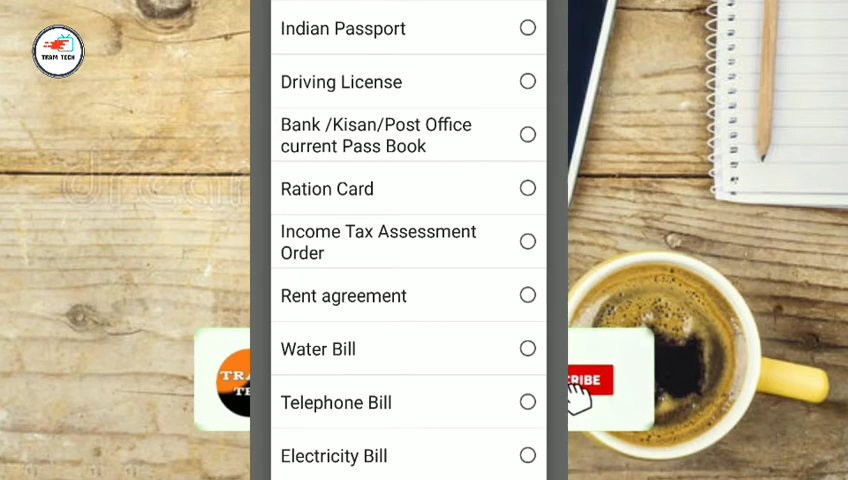 TRAM TECH
Indian Passport
Driving License
Bank /Kisan/Post Office
current Pass Book
Ration Card
Income Tax Assessment
Order
Rent agreement
Water Bill
Telephone Bill
Electricity Bill